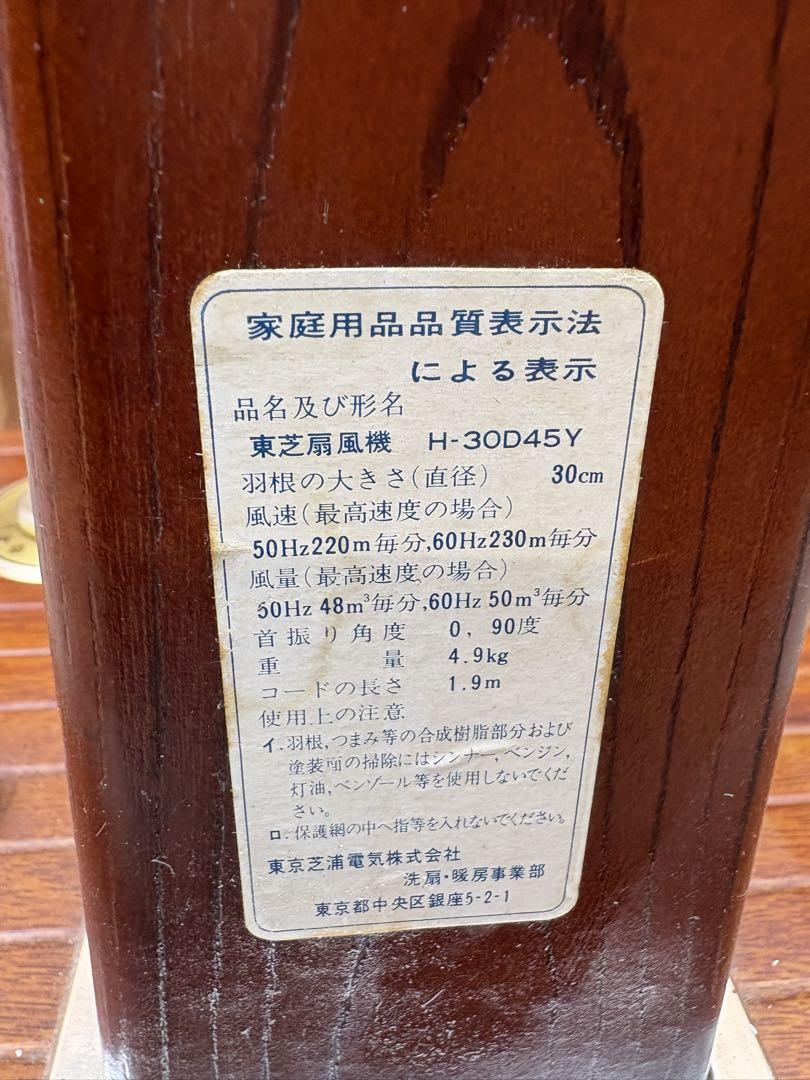 家庭用品品質表示法
による表示
品名及び形名
東芝扇風機 H-30D45Y
羽根の大きさ(直径) 30cm
風速(最高速度の場合)
50Hz220m毎分,60Hz230m毎分
風量(最高速度の場合)
50Hz 48m³毎分,60Hz 50m³毎分
首振り角度 0, 90度
重量 4.9kg
コードの長さ 1.9m
使用上の注意
イ.羽根,つまみ等の合成樹脂部分および
塗装面の掃除にはシンナー,ベンジン,
灯油,ベンゾール等を使用しないでくだ
さい。
ロ.保護網の中へ指等を入れないでください。
東京芝浦電気株式会社
洗扇・暖房事業部
東京都中央区銀座5-2-1